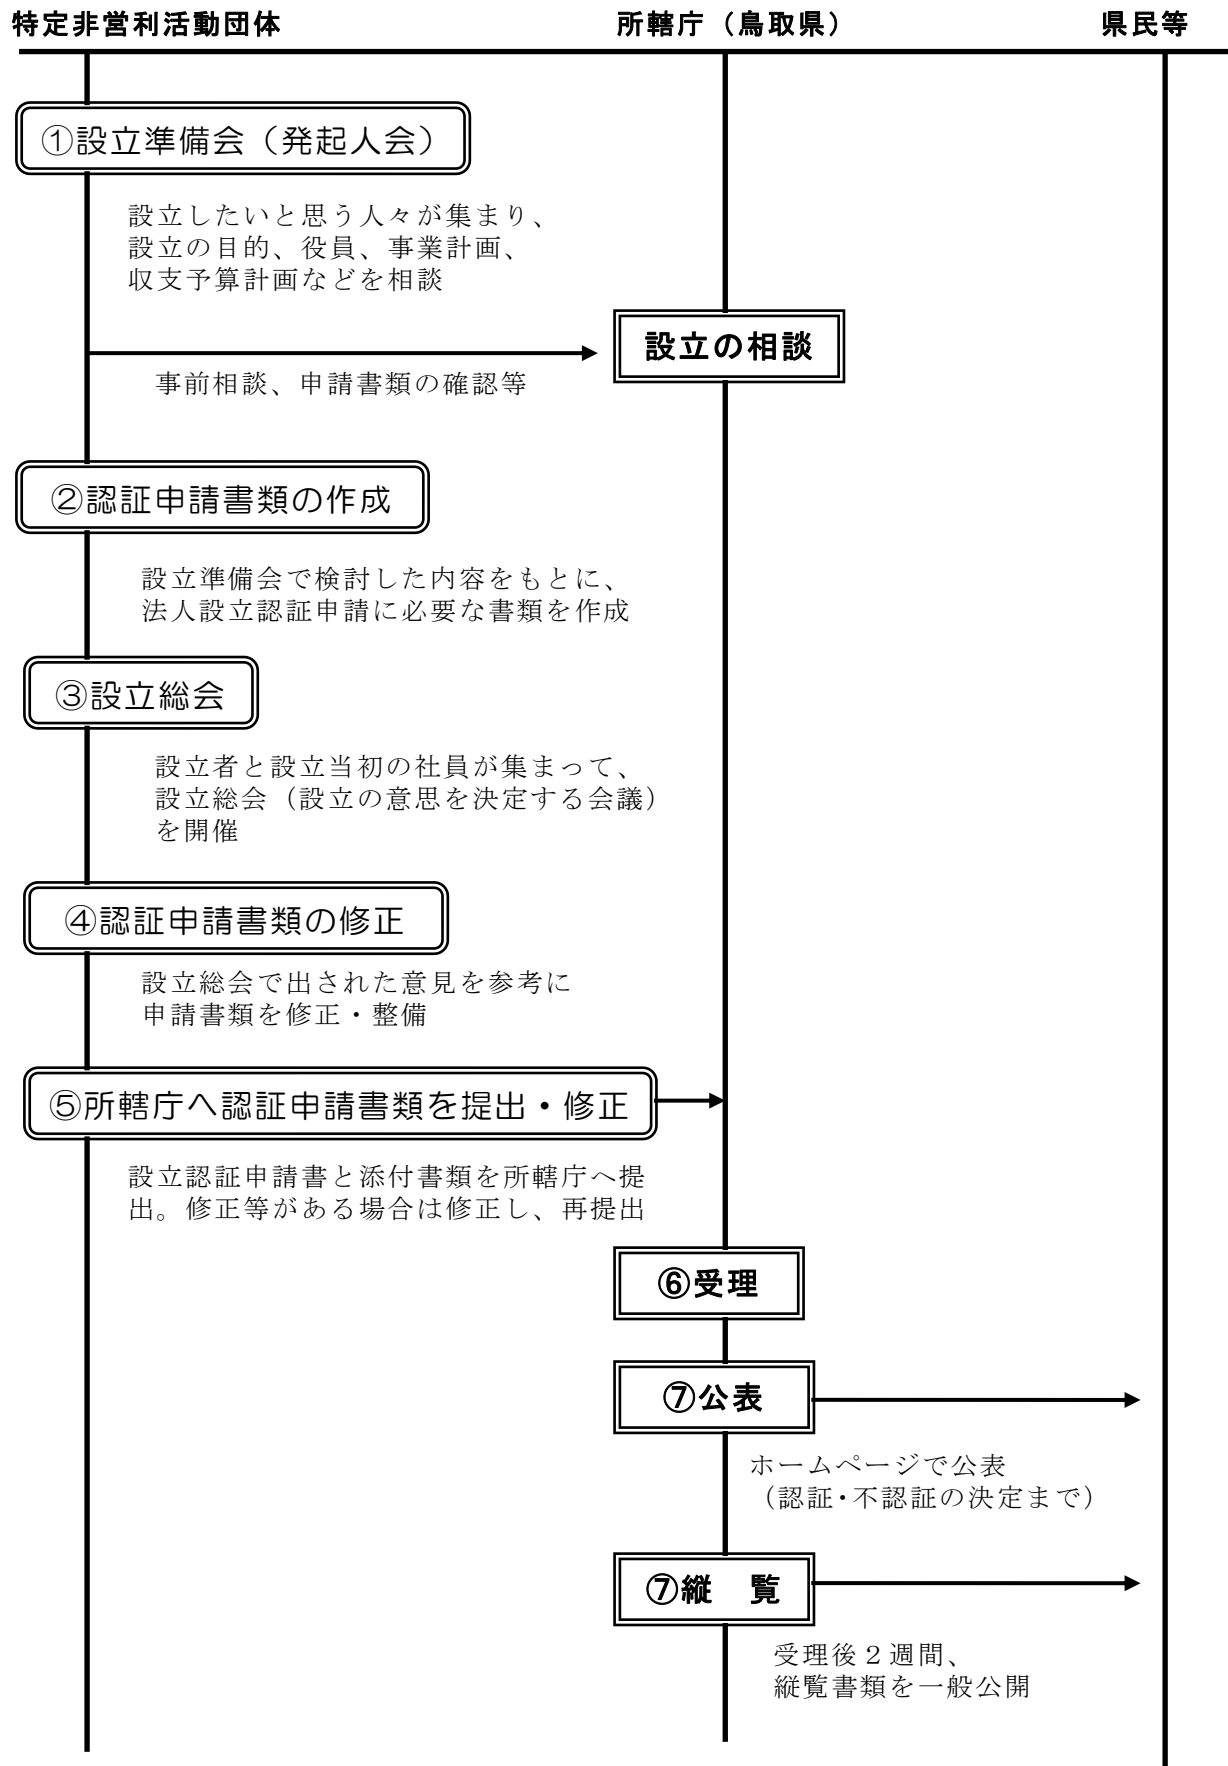 特定非営利活動団体
所轄庁（鳥取県）
県民等
①設立準備会（発起人会）
設立したいと思う人々が集まり、
設立の目的、役員、事業計画、
収支予算計画などを相談
設立の相談
事前相談、申請書類の確認等
②認証申請書類の作成
設立準備会で検討した内容をもとに、
法人設立認証申請に必要な書類を作成
③設立総会
設立者と設立当初の社員が集まって、
設立総会（設立の意思を決定する会議）
を開催
④認証申請書類の修正
設立総会で出された意見を参考に
申請書類を修正・整備
⑤所轄庁へ認証申請書類を提出・修正
設立認証申請書と添付書類を所轄庁へ提
出。修正等がある場合は修正し、再提出
⑥受理
⑦公表
ホームページで公表
（認証・不認証の決定まで）
⑦縦　覧
受理後２週間、
縦覧書類を一般公開